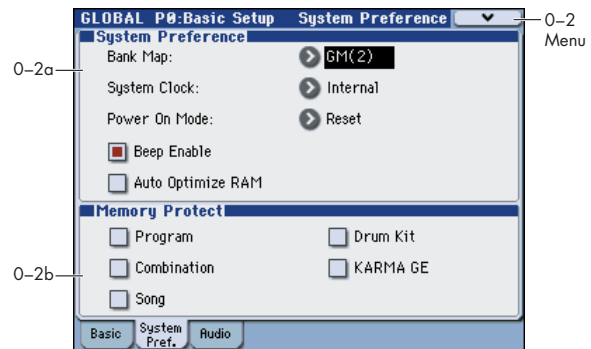 GLOBAL P0:Basic Setup System Preference
0–2
Menu
System Preference
0–2a
Bank Map: GM(2)
System Clock: Internal
Power On Mode: Reset
Beep Enable
Auto Optimize RAM
Memory Protect
Program Drum Kit
0–2b
Combination KARMA GE
Song
Basic System Pref. Audio